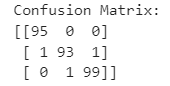 Confusion Matrix:
[[95  0  0]
 [ 1 93  1]
 [ 0  1 99]]